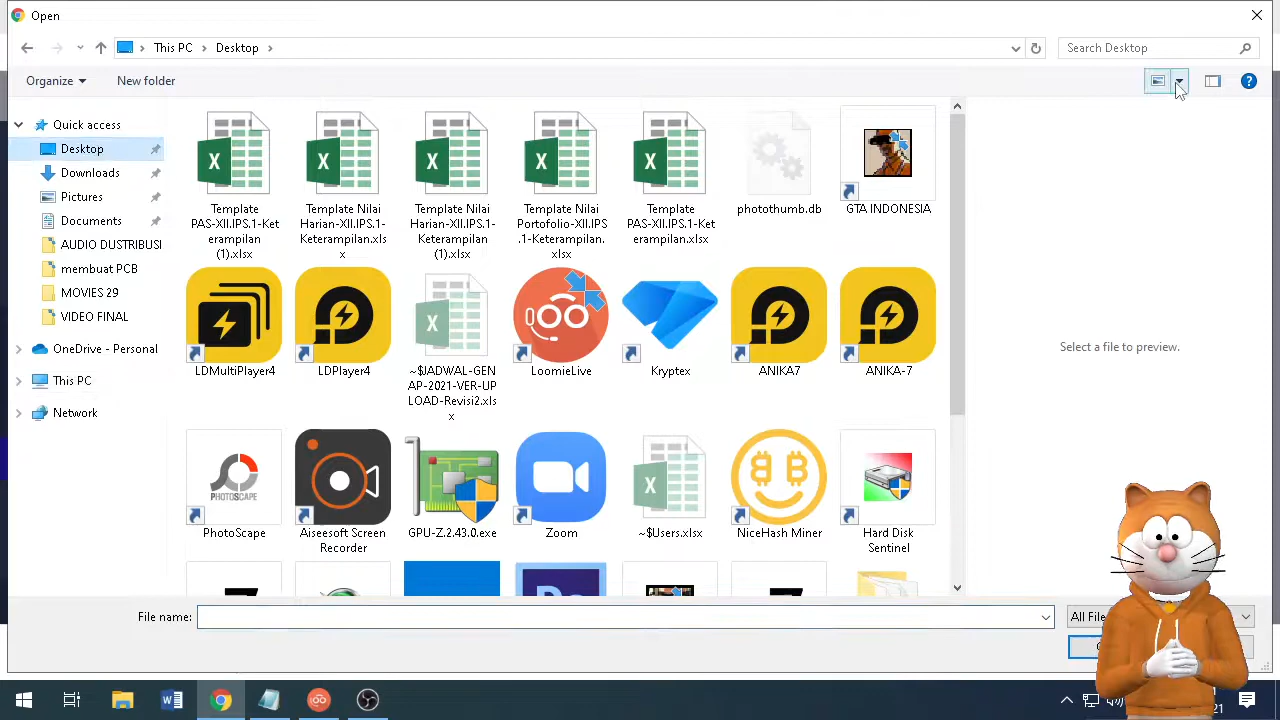 Open
This PC
Desktop
Search Desktop
Organize
New folder
Quick access
Desktop
Downloads
Pictures
Documents
AUDIO DUSTRIBUSI
membuat PCB
MOVIES 29
VIDEO FINAL
OneDrive - Personal
This PC
Network
Template
PAS-XII.IPS.1-Ket
erampilan
(1).xlsx
Template Nilai
Harian-XII.IPS.1-
Keterampilan.xls
x
Template Nilai
Harian-XII.IPS.1-
Keterampilan
(1).xlsx
Template Nilai
Portofolio-XII.IPS
.1-Keterampilan.
xlsx
Template
PAS-XII.IPS.1-Ket
erampilan.xlsx
photothumb.db
GTA INDONESIA
LDMultiPlayer4
LDPlayer4
~$JADWAL-GEN
AP-2021-VER-UP
LOAD-Revisi2.xls
x
LoomieLive
Kryptex
ANIKA7
ANIKA-7
PHOTOSCAPE
PhotoScape
Aiseesoft Screen
Recorder
GPU-Z.2.43.0.exe
Zoom
~$Users.xlsx
NiceHash Miner
Hard Disk
Sentinel
Select a file to preview.
File name:
All File
21